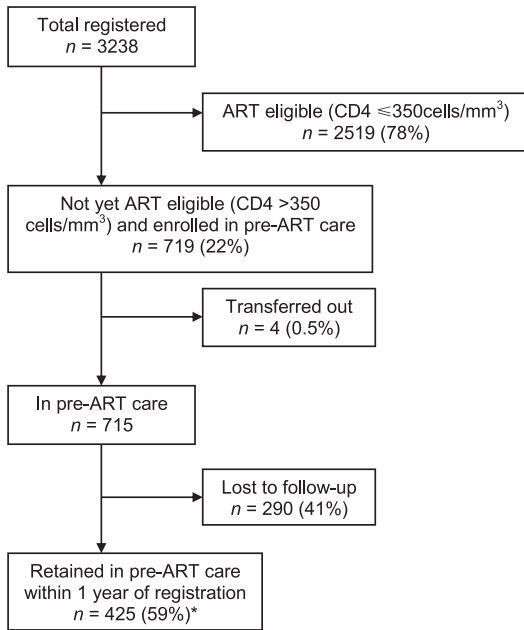 Total registered
n = 3238
ART eligible (CD4 ⩽350cells/mm³)
n = 2519 (78%)
Not yet ART eligible (CD4 >350
cells/mm³) and enrolled in pre-ART care
n = 719 (22%)
Transferred out
n = 4 (0.5%)
In pre-ART care
n = 715
Lost to follow-up
n = 290 (41%)
Retained in pre-ART care
within 1 year of registration
n = 425 (59%)*